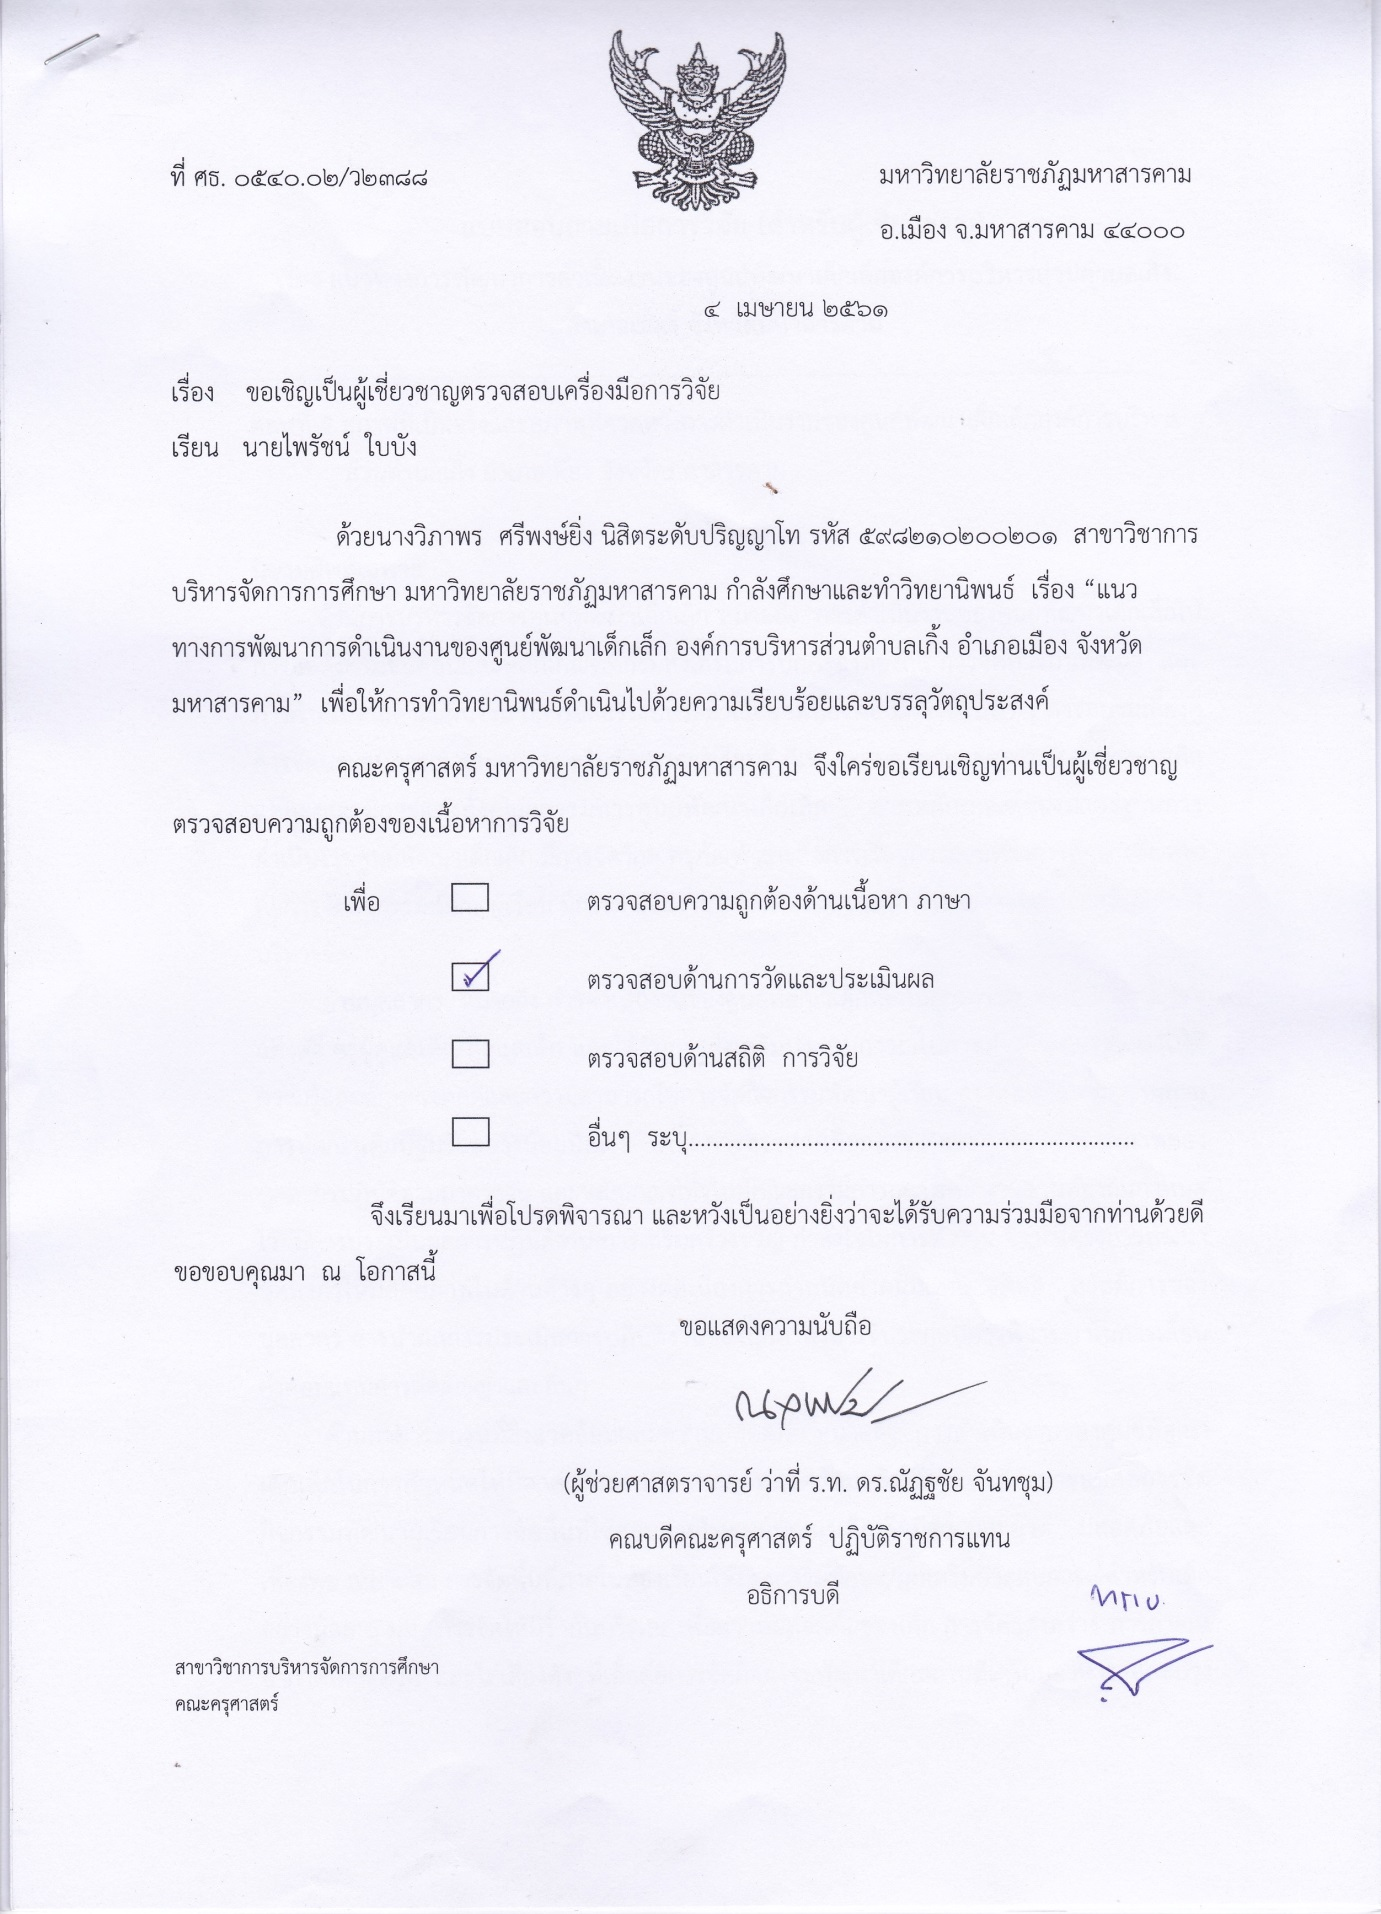 ที่ ศธ. ๐๕๔๐.๐๒/ว๒๓๘๘
มหาวิทยาลัยราชภัฏมหาสารคาม
อ.เมือง จ.มหาสารคาม ๔๔๐๐๐
๔ เมษายน ๒๕๖๑
เรื่อง ขอเชิญเป็นผู้เชี่ยวชาญตรวจสอบเครื่องมือการวิจัย
เรียน นายไพรัชน์ ใบบัง
ด้วยนางวิภาพร ศรีพงษ์ยิ่ง นิสิตระดับปริญญาโท รหัส ๕๙๘๒๑๐๒๐๐๒๐๑ สาขาวิชาการ
บริหารจัดการการศึกษา มหาวิทยาลัยราชภัฏมหาสารคาม กำลังศึกษาและทำวิทยานิพนธ์ เรื่อง “แนว
ทางการพัฒนาการดำเนินงานของศูนย์พัฒนาเด็กเล็ก องค์การบริหารส่วนตำบลเกิ้ง อำเภอเมือง จังหวัด
มหาสารคาม” เพื่อให้การทำวิทยานิพนธ์ดำเนินไปด้วยความเรียบร้อยและบรรลุวัตถุประสงค์
คณะครุศาสตร์ มหาวิทยาลัยราชภัฏมหาสารคาม จึงใคร่ขอเรียนเชิญท่านเป็นผู้เชี่ยวชาญ
ตรวจสอบความถูกต้องของเนื้อหาการวิจัย
เพื่อ ตรวจสอบความถูกต้องด้านเนื้อหา ภาษา
ตรวจสอบด้านการวัดและประเมินผล
ตรวจสอบด้านสถิติ การวิจัย
อื่นๆ ระบุ...........................................................................
จึงเรียนมาเพื่อโปรดพิจารณา และหวังเป็นอย่างยิ่งว่าจะได้รับความร่วมมือจากท่านด้วยดี
ขอขอบคุณมา ณ โอกาสนี้
ขอแสดงความนับถือ
(ผู้ช่วยศาสตราจารย์ ว่าที่ ร.ท. ดร.ณัฏฐชัย จันทชุม)
คณบดีคณะครุศาสตร์ ปฏิบัติราชการแทน
อธิการบดี
ทราบ
สาขาวิชาการบริหารจัดการการศึกษา
คณะครุศาสตร์